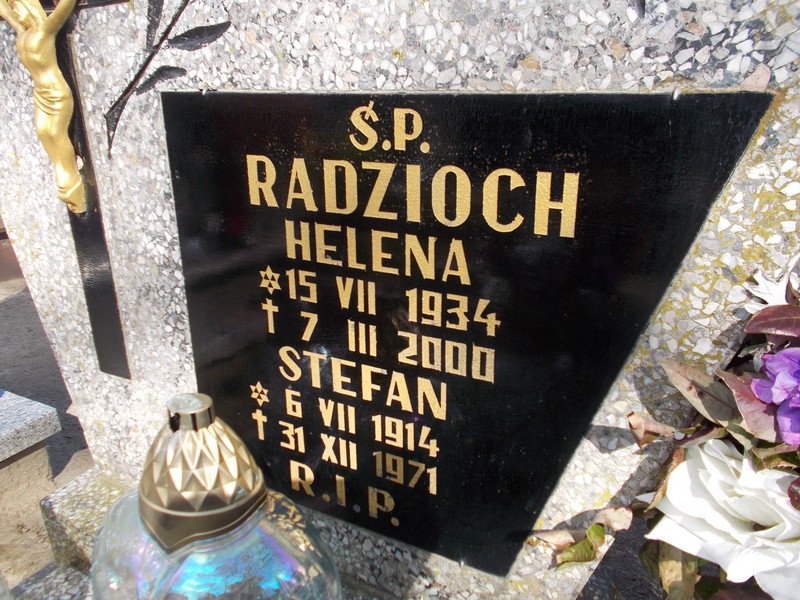 Ś.P.
RADZIOCH
HELENA
15 VII 1934
7 III 2000
STEFAN
6 VII 1914
31 XII 1971
R.I.P.